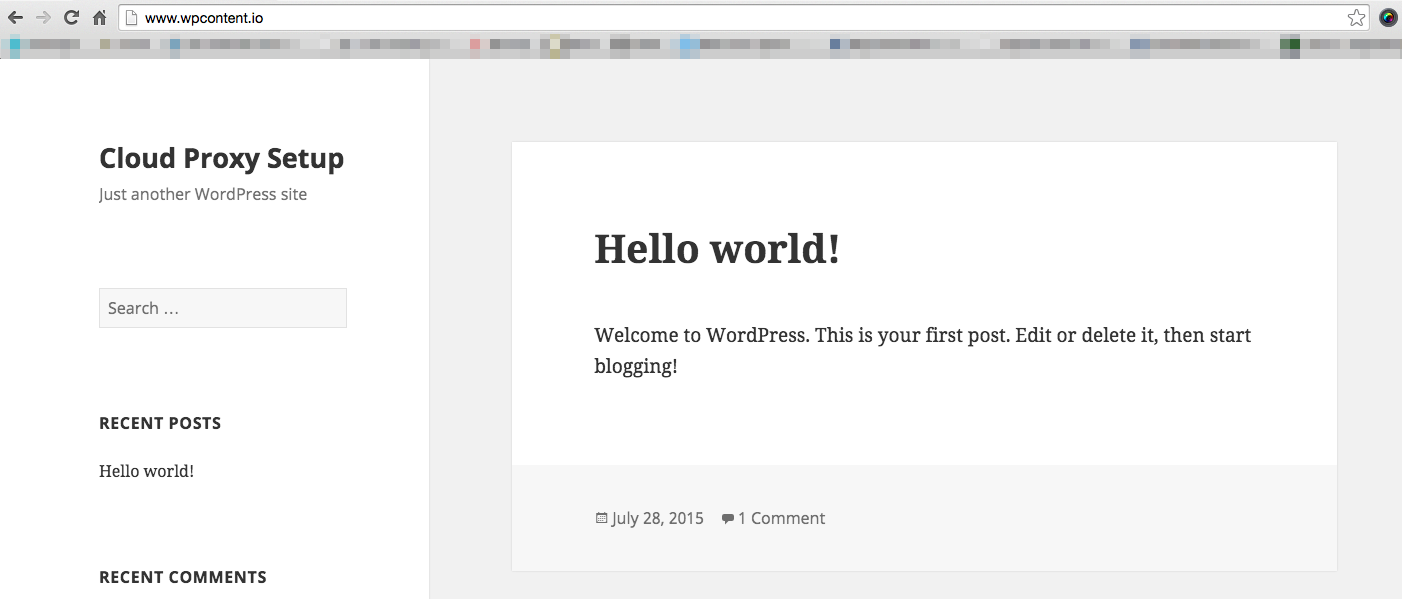 www.wpcontent.io
Cloud Proxy Setup
Just another WordPress site
Search …
RECENT POSTS
Hello world!
RECENT COMMENTS
Hello world!
Welcome to WordPress. This is your first post. Edit or delete it, then start
blogging!
July 28, 2015 1 Comment